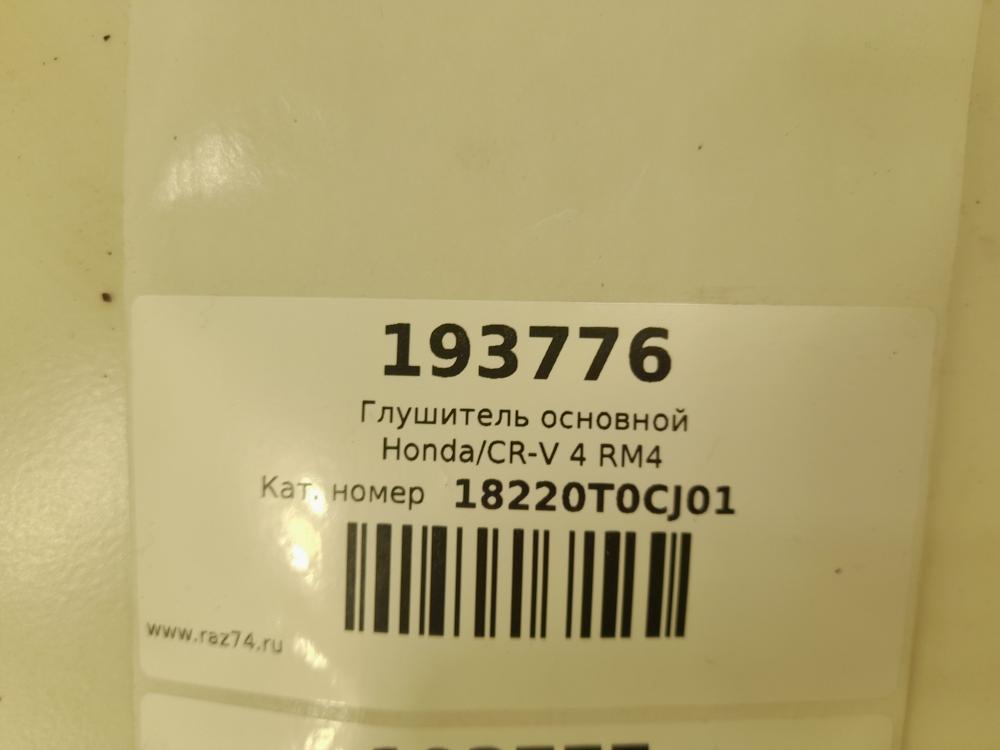 193776
Глушитель основной
Honda/CR-V 4 RM4
Кат. номер 18220T0CJ01
www.raz74.ru